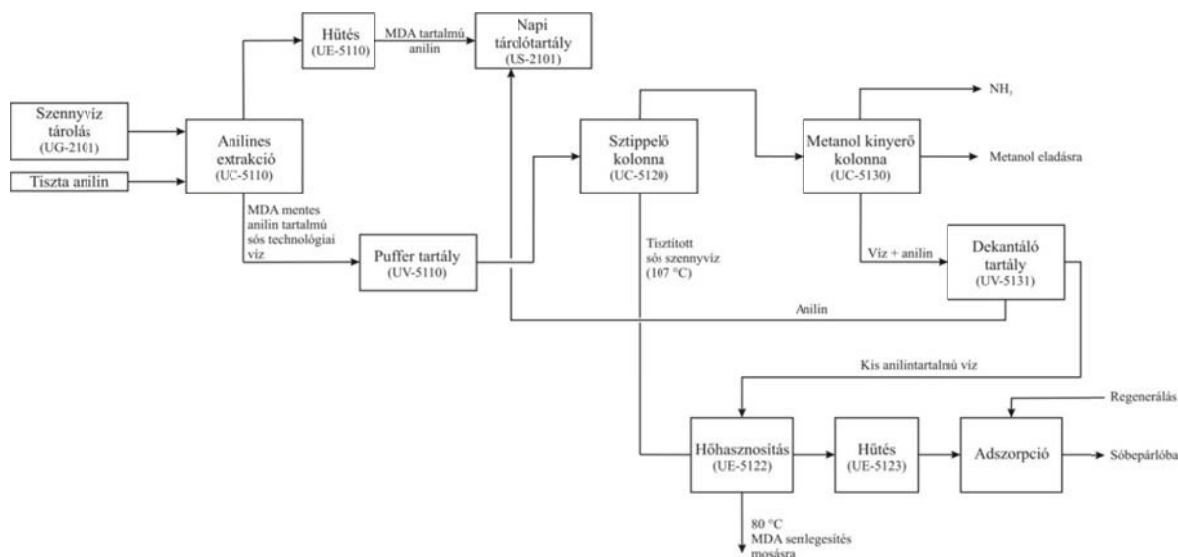 Hűtés
(UE-5110)
MDA tartalmú
anilin
Napi
tárolótartály
(US-2101)
NH₃
Szennyvíz
tárolás
(UG-2101)
Anilines
extrakció
(UC-5110)
Sztippelő
kolonna
(UC-5120)
Metanol kinyerő
kolonna
(UC-5130)
Metanol eladásra
Tiszta anilin
MDA mentes
anilin tartalmú
sós technológiai
víz
Puffer tartály
(UV-5110)
Tisztított
sós szennyvíz
(107 °C)
Víz + anilin
Dekantáló
tartály
(UV-5131)
Anilin
Kis anilintartalmú víz
Regenerálás
Hőhasznosítás
(UE-5122)
Hűtés
(UE-5123)
Adszorpció
Sóbepárlóba
80 °C
MDA semlegesítés
mosásra